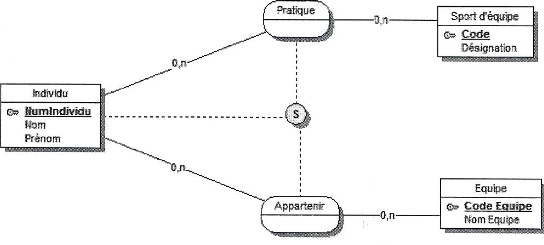 Pratique
Sport d'équipe
Code
Désignation
0,n
0,n
Individu
NumIndividu
Nom
Prénom
S
0,n
Appartenir
0,n
Equipe
Code Equipe
Nom Equipe